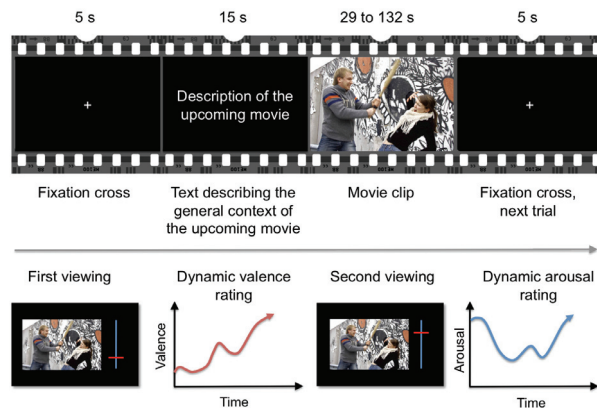 5 s
15 s
29 to 132 s
5 s
Description of the
upcoming movie
Fixation cross
Text describing the
general context of
the upcoming movie
Movie clip
Fixation cross,
next trial
First viewing
Dynamic valence
rating
Valence
Time
Second viewing
Dynamic arousal
rating
Arousal
Time